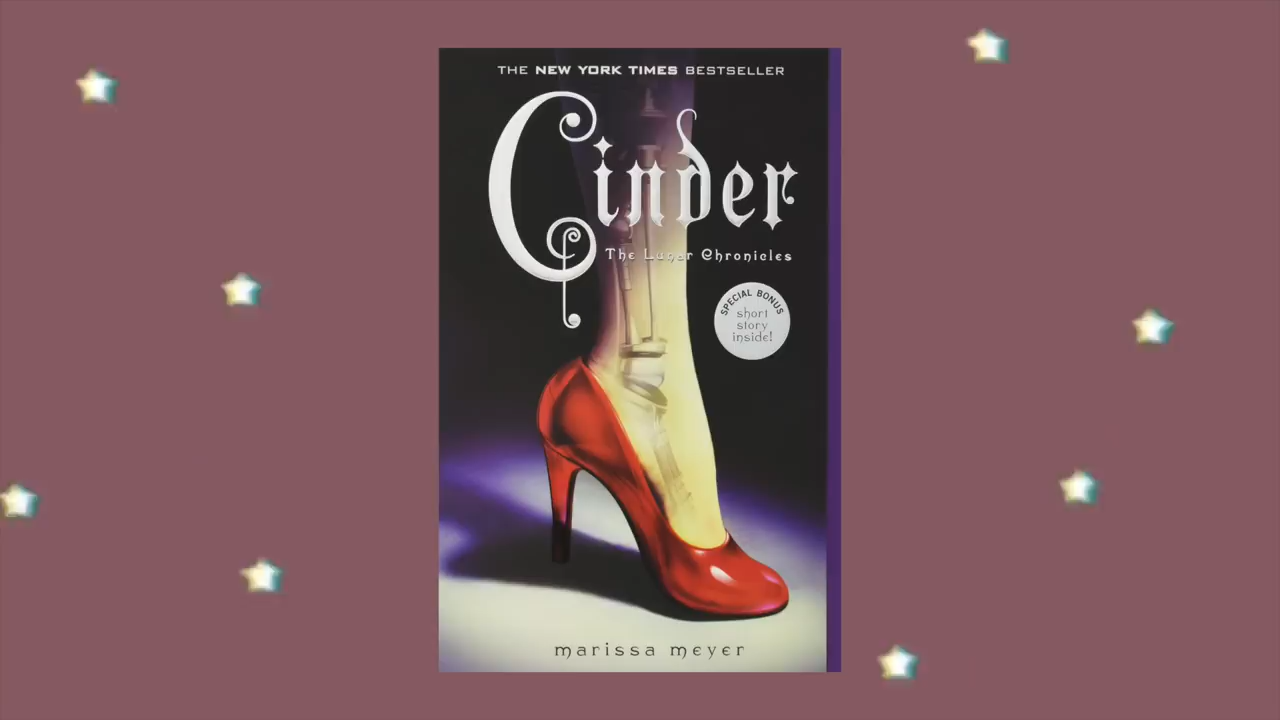 THE NEW YORK TIMES BESTSELLER
Cinder
The Lunar Chronicles
SPECIAL BONUS
short
story
inside!
marissa meyer